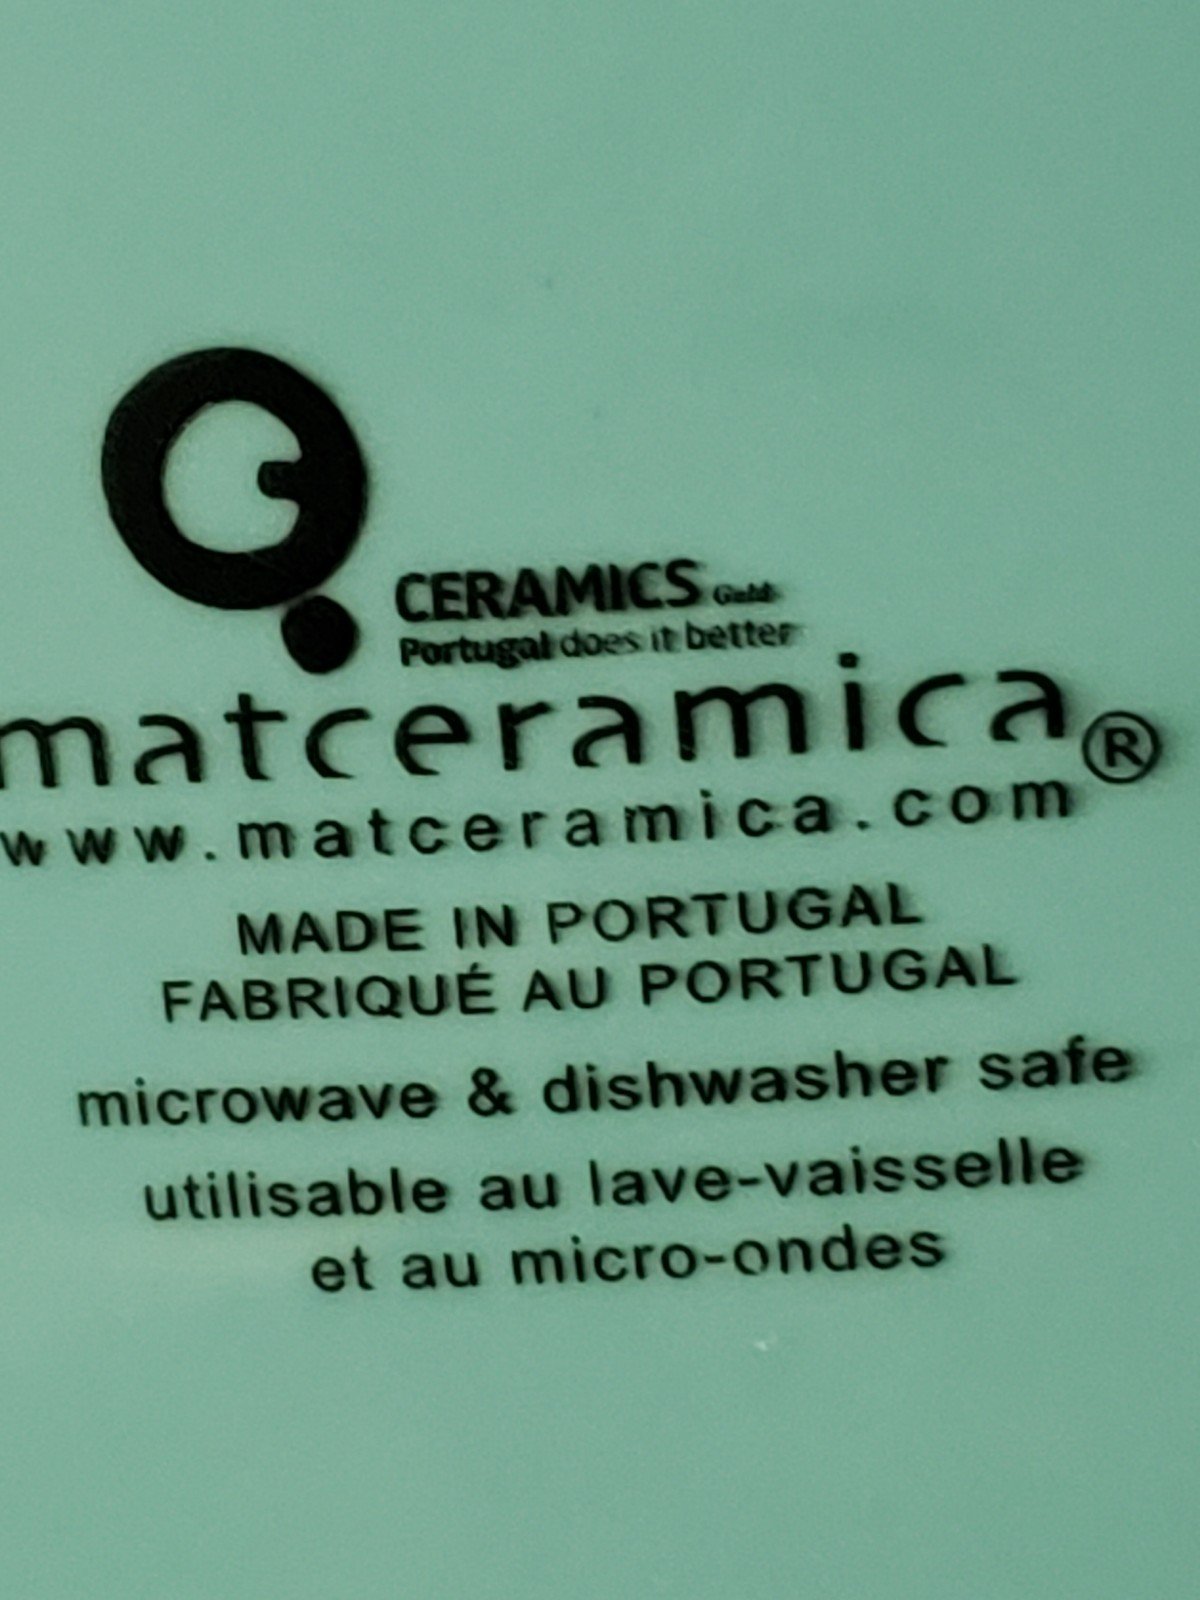 CERAMICS Gold
Portugal does it better
matceramica®
www.matceramica.com
MADE IN PORTUGAL
FABRIQUÉ AU PORTUGAL
microwave & dishwasher safe
utilisable au lave-vaisselle
et au micro-ondes